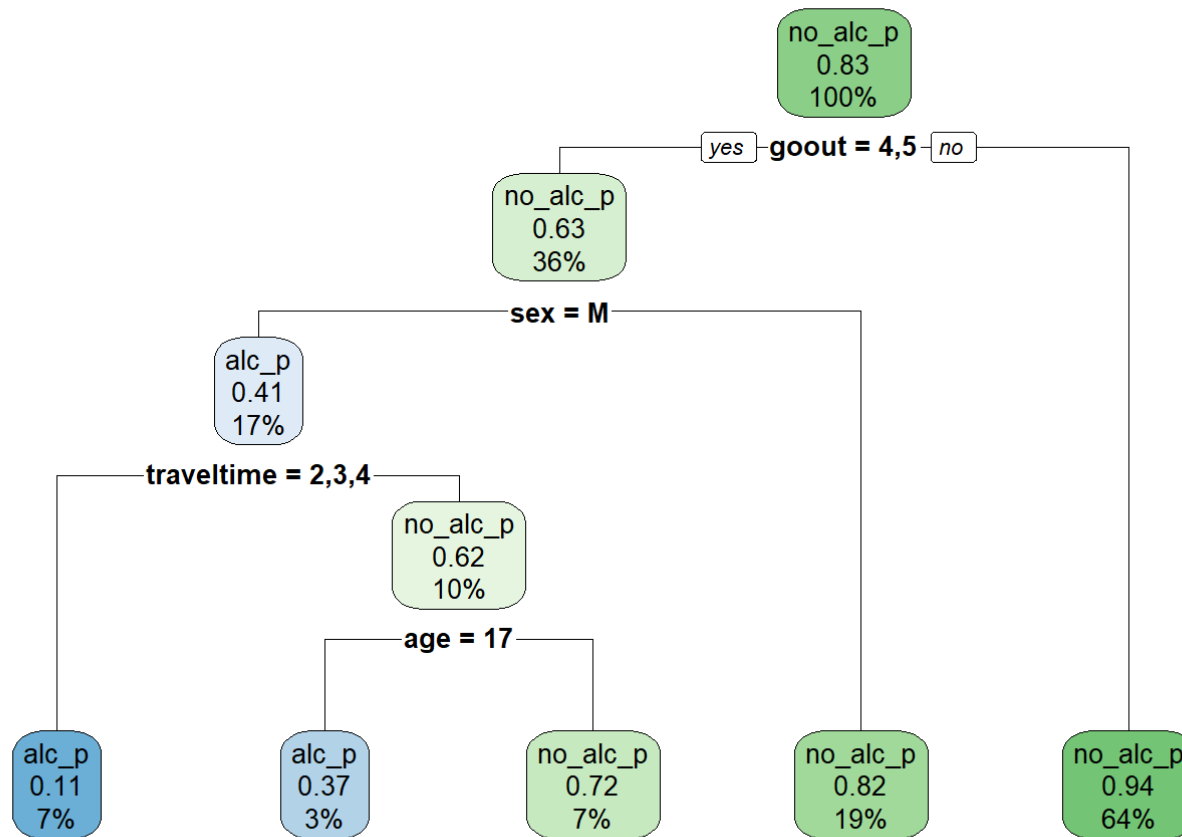 no_alc_p
0.83
100%
yes goout = 4,5 no
no_alc_p
0.63
36%
sex = M
alc_p
0.41
17%
traveltime = 2,3,4
no_alc_p
0.62
10%
age = 17
alc_p
0.11
7%
alc_p
0.37
3%
no_alc_p
0.72
7%
no_alc_p
0.82
19%
no_alc_p
0.94
64%